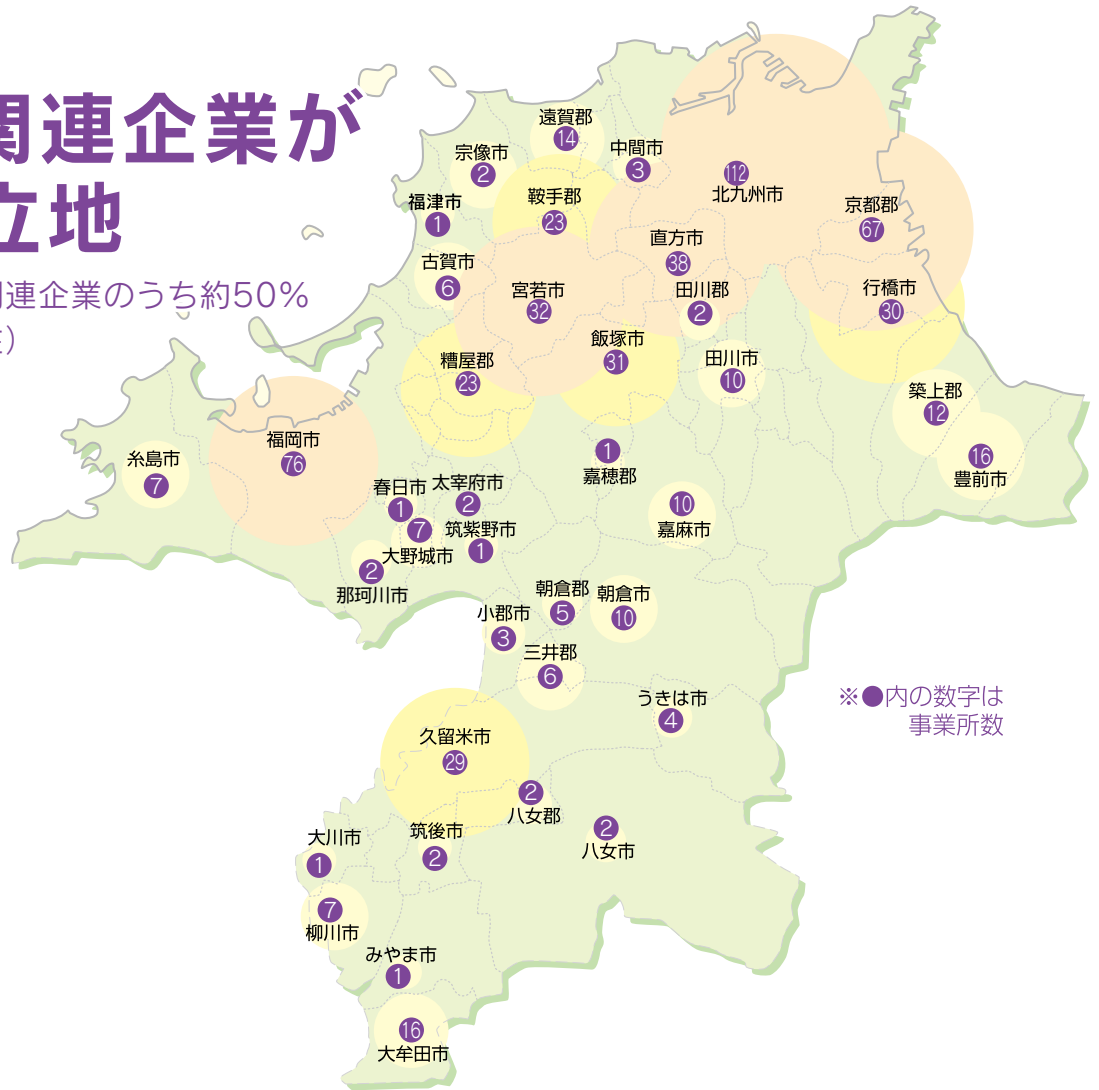 関連企業が
立地
関連企業のうち約50%
)
遠賀郡
14
中間市
3
宗像市
2
112
北九州市
鞍手郡
23
福津市
1
京都郡
67
直方市
38
古賀市
6
宮若市
32
田川郡
2
行橋市
30
飯塚市
31
糟屋郡
23
田川市
10
築上郡
12
福岡市
76
糸島市
7
1
嘉穂郡
16
豊前市
春日市
1
太宰府市
2
7
大野城市
筑紫野市
1
10
嘉麻市
2
那珂川市
朝倉郡
5
朝倉市
10
小郡市
3
三井郡
6
うきは市
4
※●内の数字は
事業所数
久留米市
29
2
八女郡
2
八女市
筑後市
2
大川市
1
7
柳川市
みやま市
1
16
大牟田市